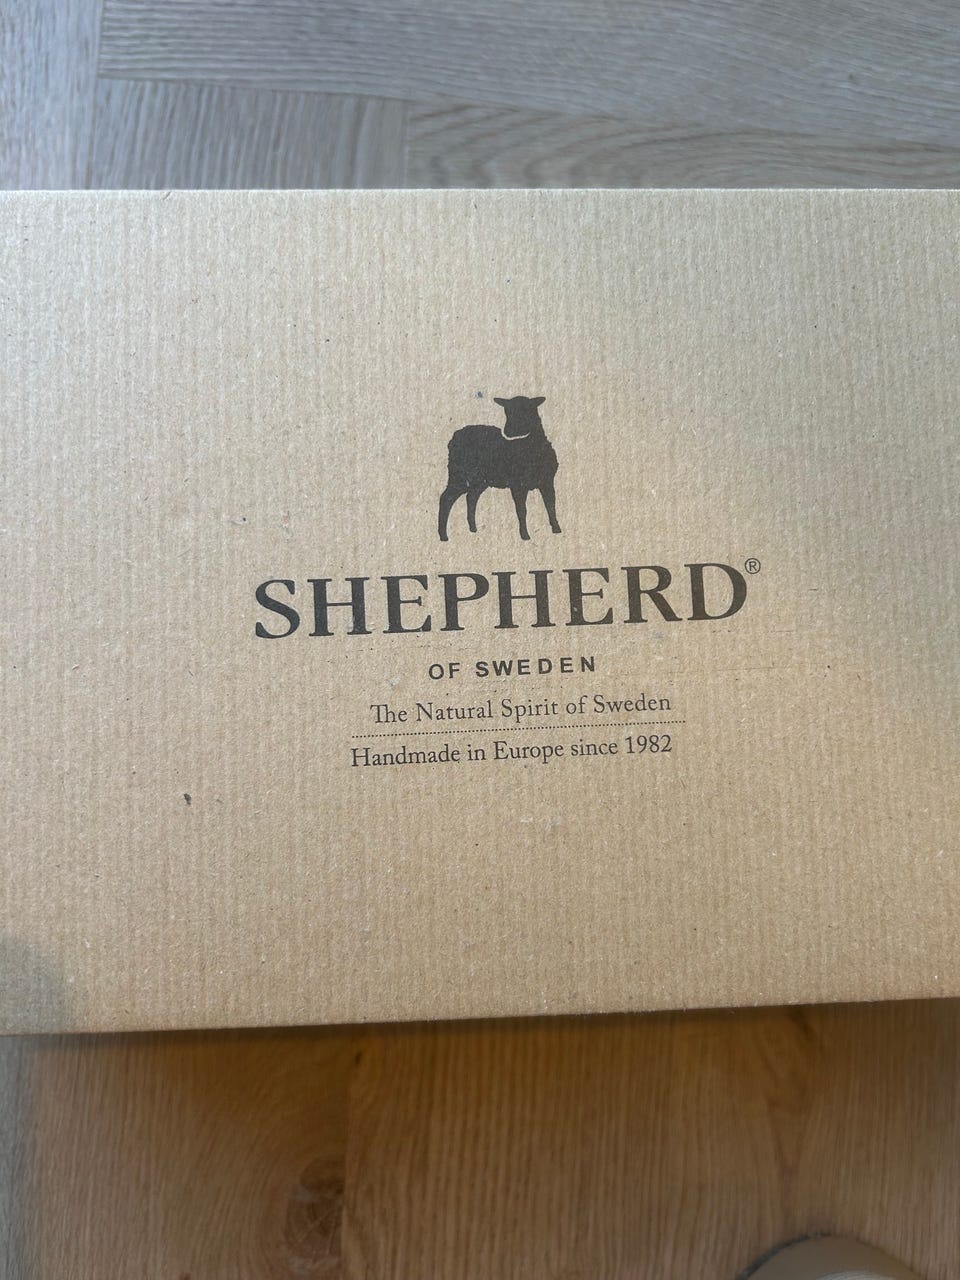 SHEPHERD®
OF SWEDEN
The Natural Spirit of Sweden
Handmade in Europe since 1982